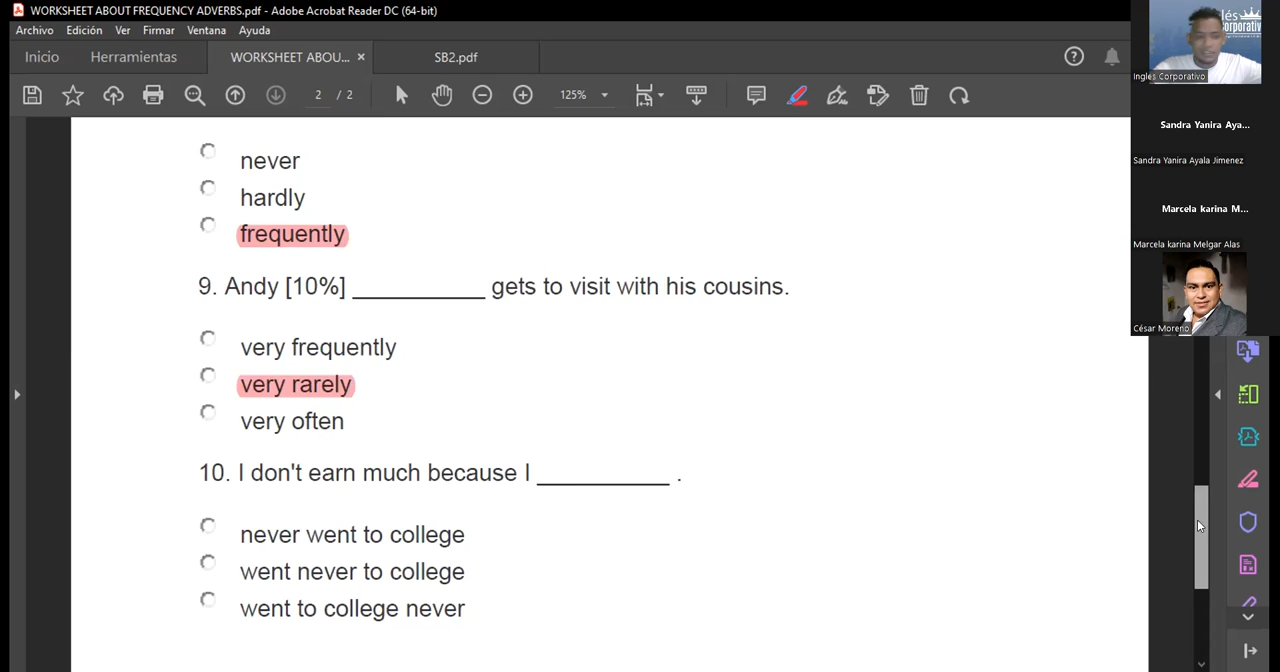 WORKSHEET ABOUT FREQUENCY ADVERBS.pdf - Adobe Acrobat Reader DC (64-bit)
Archivo Edición Ver Firmar Ventana Ayuda
Inicio Herramientas WORKSHEET ABOU... × SB2.pdf
2 / 2 125%
never
hardly
frequently
9. Andy [10%] __________ gets to visit with his cousins.
very frequently
very rarely
very often
10. I don't earn much because I __________ .
never went to college
went never to college
went to college never
Inglés Corporativo
Sandra Yanira Aya...
Sandra Yanira Ayala Jimenez
Marcela karina M...
Marcela karina Melgar Alas
César Moreno